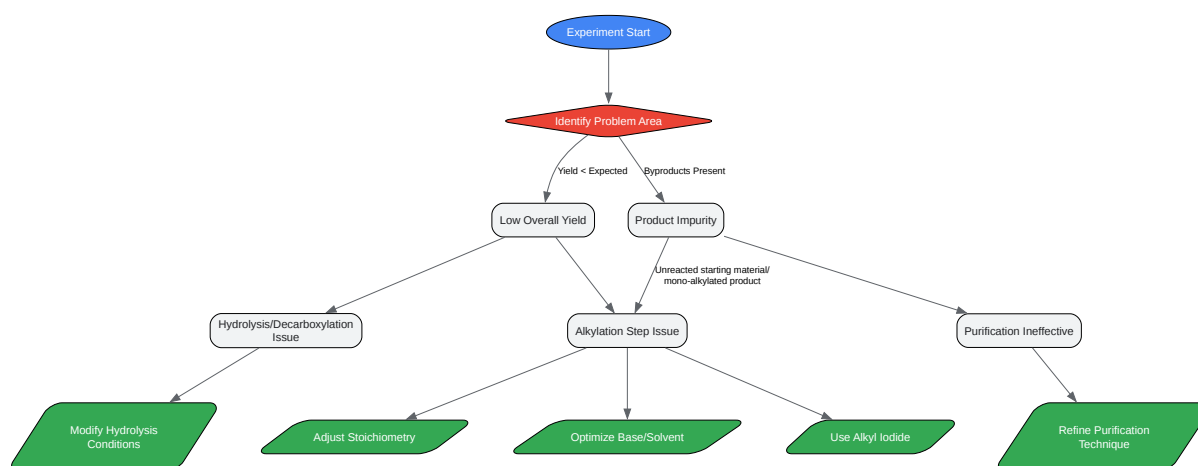 Experiment Start
Identify Problem Area
Yield < Expected
Byproducts Present
Low Overall Yield
Product Impurity
Unreacted starting material/
mono-alkylated product
Hydrolysis/Decarboxylation
Issue
Alkylation Step Issue
Purification Ineffective
Modify Hydrolysis
Conditions
Adjust Stoichiometry
Optimize Base/Solvent
Use Alkyl Iodide
Refine Purification
Technique